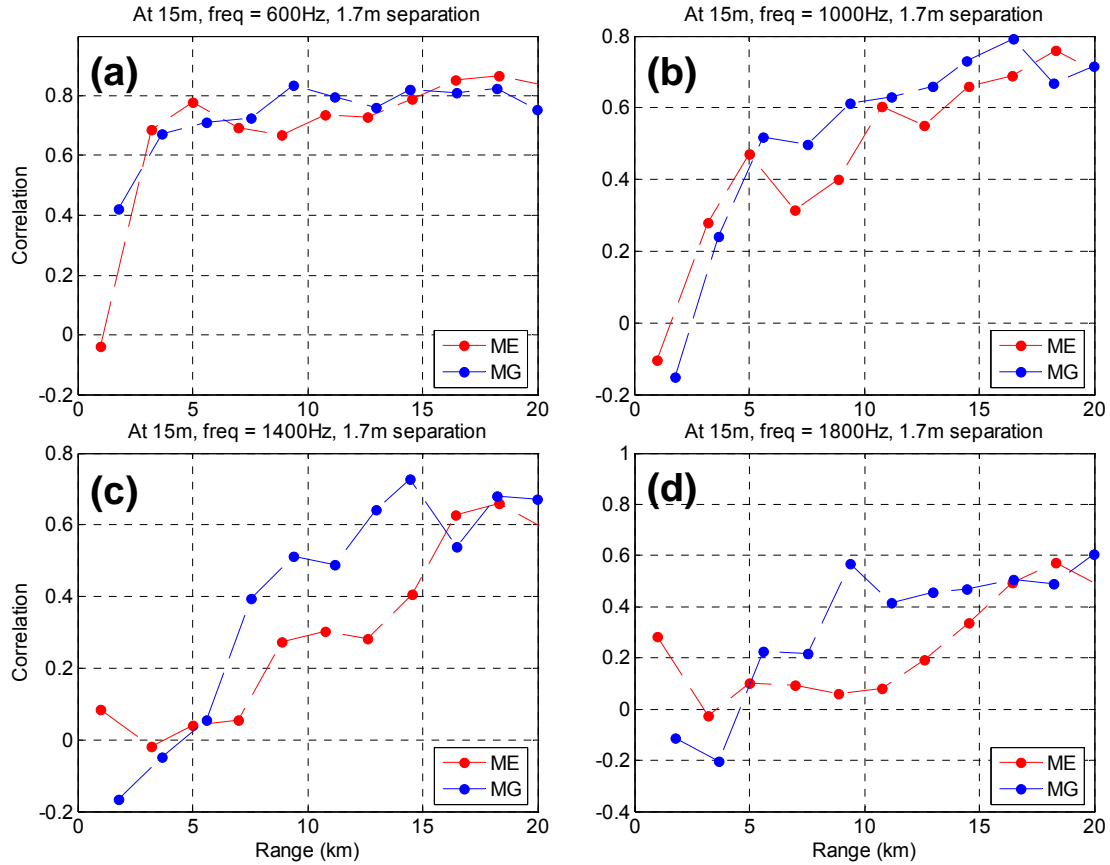 At 15m, freq = 600Hz, 1.7m separation
(a)
Correlation
0.8
0.6
0.4
0.2
0
-0.2
0 5 10 15 20
ME
MG
At 15m, freq = 1000Hz, 1.7m separation
(b)
0.8
0.6
0.4
0.2
0
-0.2
0 5 10 15 20
ME
MG
At 15m, freq = 1400Hz, 1.7m separation
(c)
Correlation
0.8
0.6
0.4
0.2
0
-0.2
0 5 10 15 20
Range (km)
ME
MG
At 15m, freq = 1800Hz, 1.7m separation
(d)
1
0.8
0.6
0.4
0.2
0
-0.2
-0.4
0 5 10 15 20
Range (km)
ME
MG